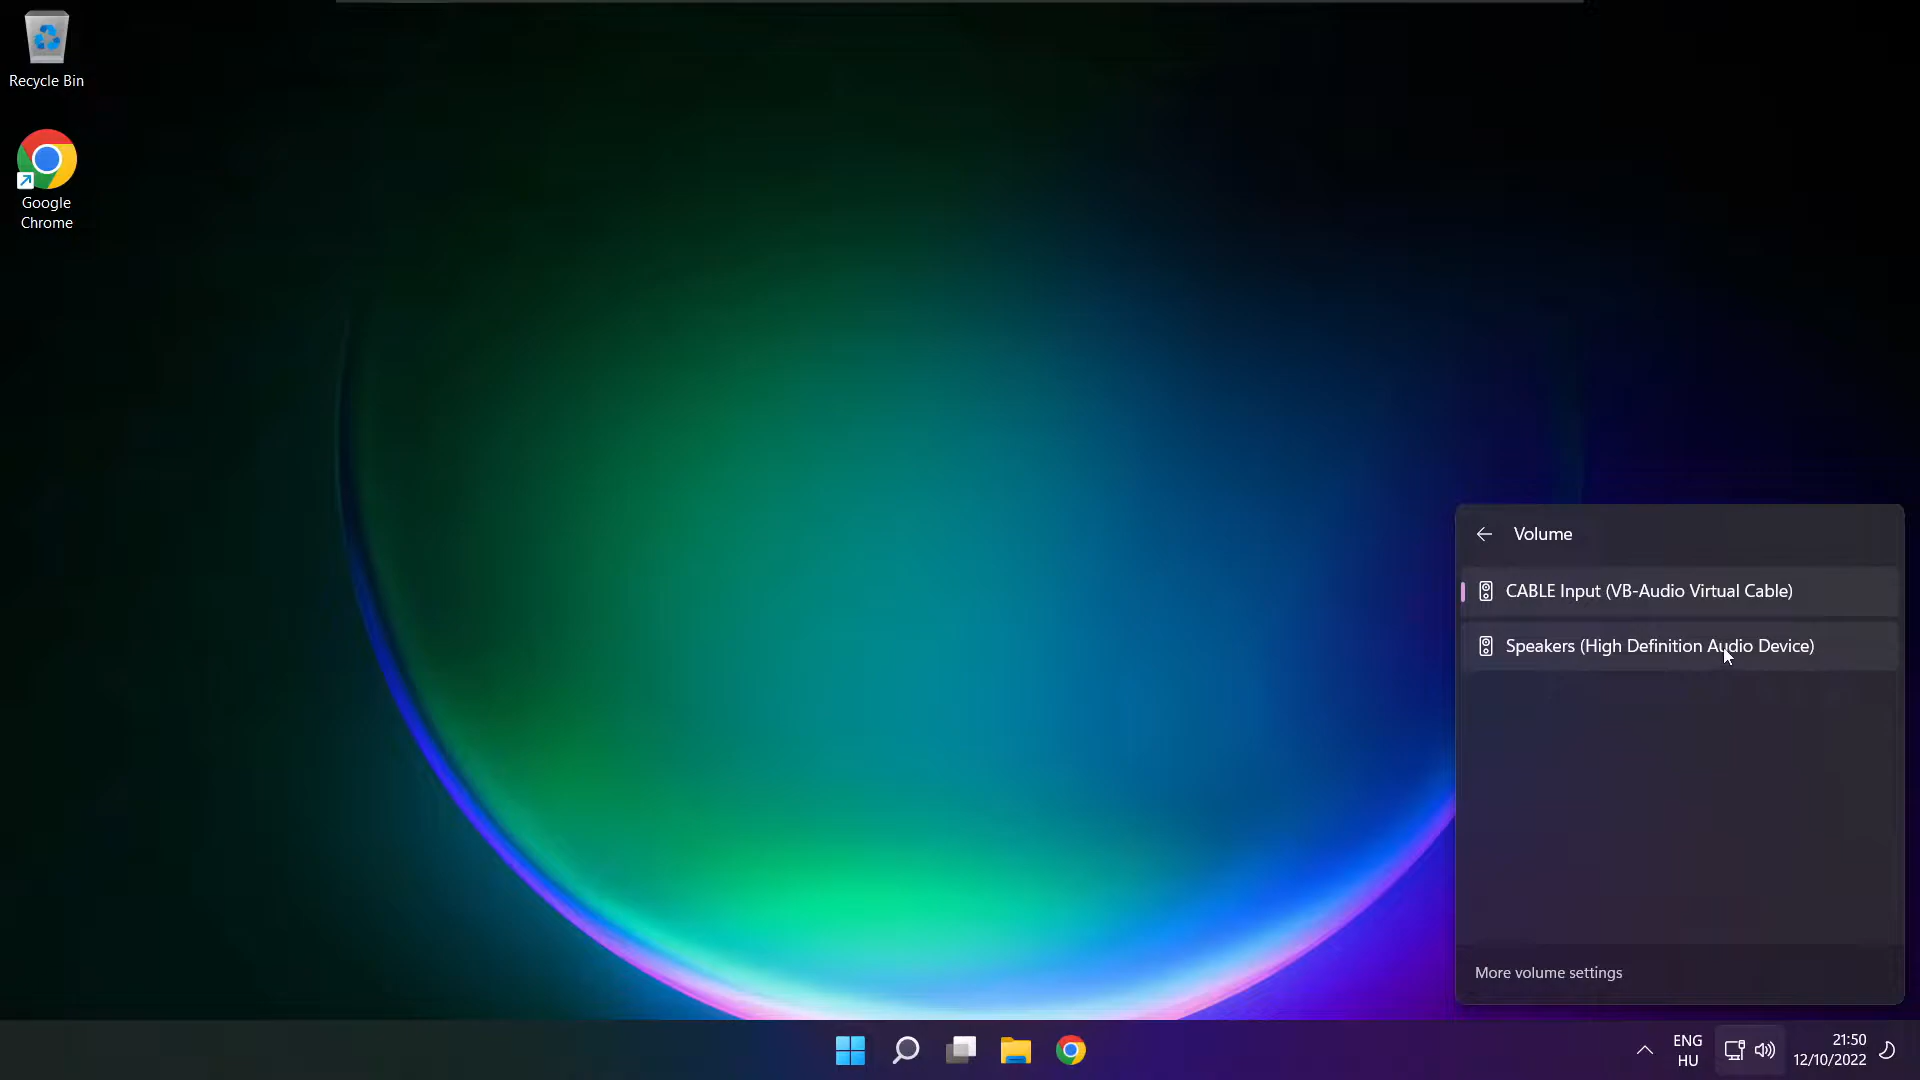 Recycle Bin
Google
Chrome
Volume
CABLE Input (VB-Audio Virtual Cable)
Speakers (High Definition Audio Device)
More volume settings
ENG
HU
21:50
12/10/2022